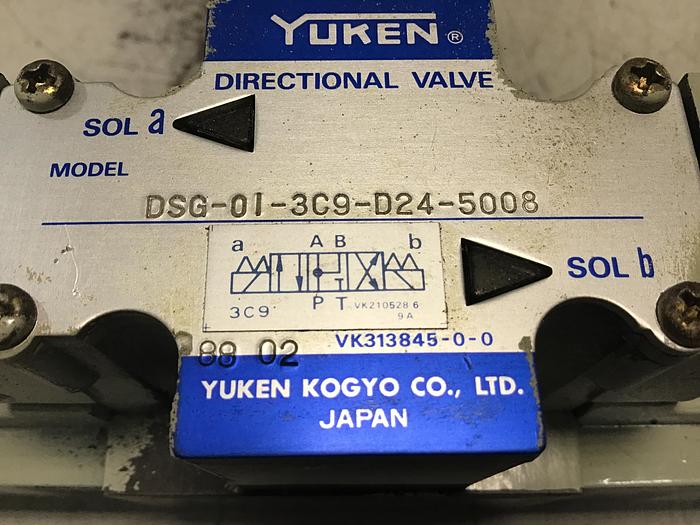 YUKEN®
DIRECTIONAL VALVE
SOL a
MODEL
DSG-01-3C9-D24-5008
a A B b
T
P T VK210528 6
3C9 9A
SOL b
88 02 VK313845-0-0
YUKEN KOGYO CO., LTD.
JAPAN